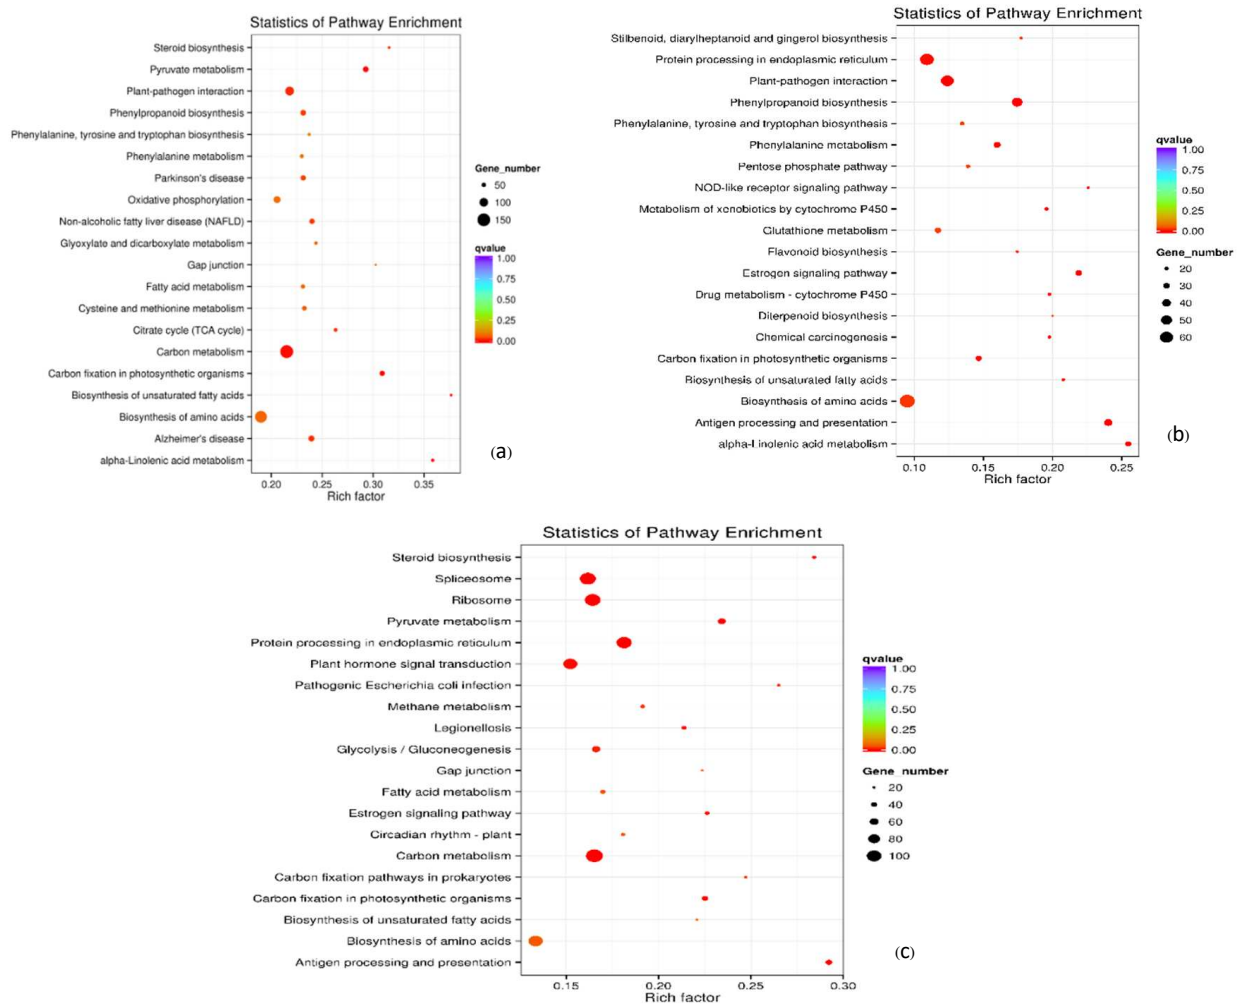 Statistics of Pathway Enrichment
Steroid biosynthesis
Pyruvate metabolism
Plant-pathogen interaction
Phenylpropanoid biosynthesis
Phenylalanine, tyrosine and tryptophan biosynthesis
Phenylalanine metabolism
Parkinson's disease
Oxidative phosphorylation
Non-alcoholic fatty liver disease (NAFLD)
Glyoxylate and dicarboxylate metabolism
Gap junction
Fatty acid metabolism
Cysteine and methionine metabolism
Citrate cycle (TCA cycle)
Carbon metabolism
Carbon fixation in photosynthetic organisms
Biosynthesis of unsaturated fatty acids
Biosynthesis of amino acids
Alzheimer's disease
alpha-Linolenic acid metabolism
0.20 0.25 0.30 0.35
Rich factor
Gene_number
50
100
150
qvalue
1.00
0.75
0.50
0.25
0.00
(a)
Statistics of Pathway Enrichment
Stilbenoid, diarylheptanoid and gingerol biosynthesis
Protein processing in endoplasmic reticulum
Plant-pathogen interaction
Phenylpropanoid biosynthesis
Phenylalanine, tyrosine and tryptophan biosynthesis
Phenylalanine metabolism
Pentose phosphate pathway
NOD-like receptor signaling pathway
Metabolism of xenobiotics by cytochrome P450
Glutathione metabolism
Flavonoid biosynthesis
Estrogen signaling pathway
Drug metabolism - cytochrome P450
Diterpenoid biosynthesis
Chemical carcinogenesis
Carbon fixation in photosynthetic organisms
Biosynthesis of unsaturated fatty acids
Biosynthesis of amino acids
Antigen processing and presentation
alpha-Linolenic acid metabolism
0.10 0.15 0.20 0.25
Rich factor
qvalue
1.00
0.75
0.50
0.25
0.00
Gene_number
20
30
40
50
60
(b)
Statistics of Pathway Enrichment
Steroid biosynthesis
Spliceosome
Ribosome
Pyruvate metabolism
Protein processing in endoplasmic reticulum
Plant hormone signal transduction
Pathogenic Escherichia coli infection
Methane metabolism
Legionellosis
Glycolysis / Gluconeogenesis
Gap junction
Fatty acid metabolism
Estrogen signaling pathway
Circadian rhythm - plant
Carbon metabolism
Carbon fixation pathways in prokaryotes
Carbon fixation in photosynthetic organisms
Biosynthesis of unsaturated fatty acids
Biosynthesis of amino acids
Antigen processing and presentation
0.15 0.20 0.25 0.30
Rich factor
qvalue
1.00
0.75
0.50
0.25
0.00
Gene_number
20
40
60
80
100
(c)